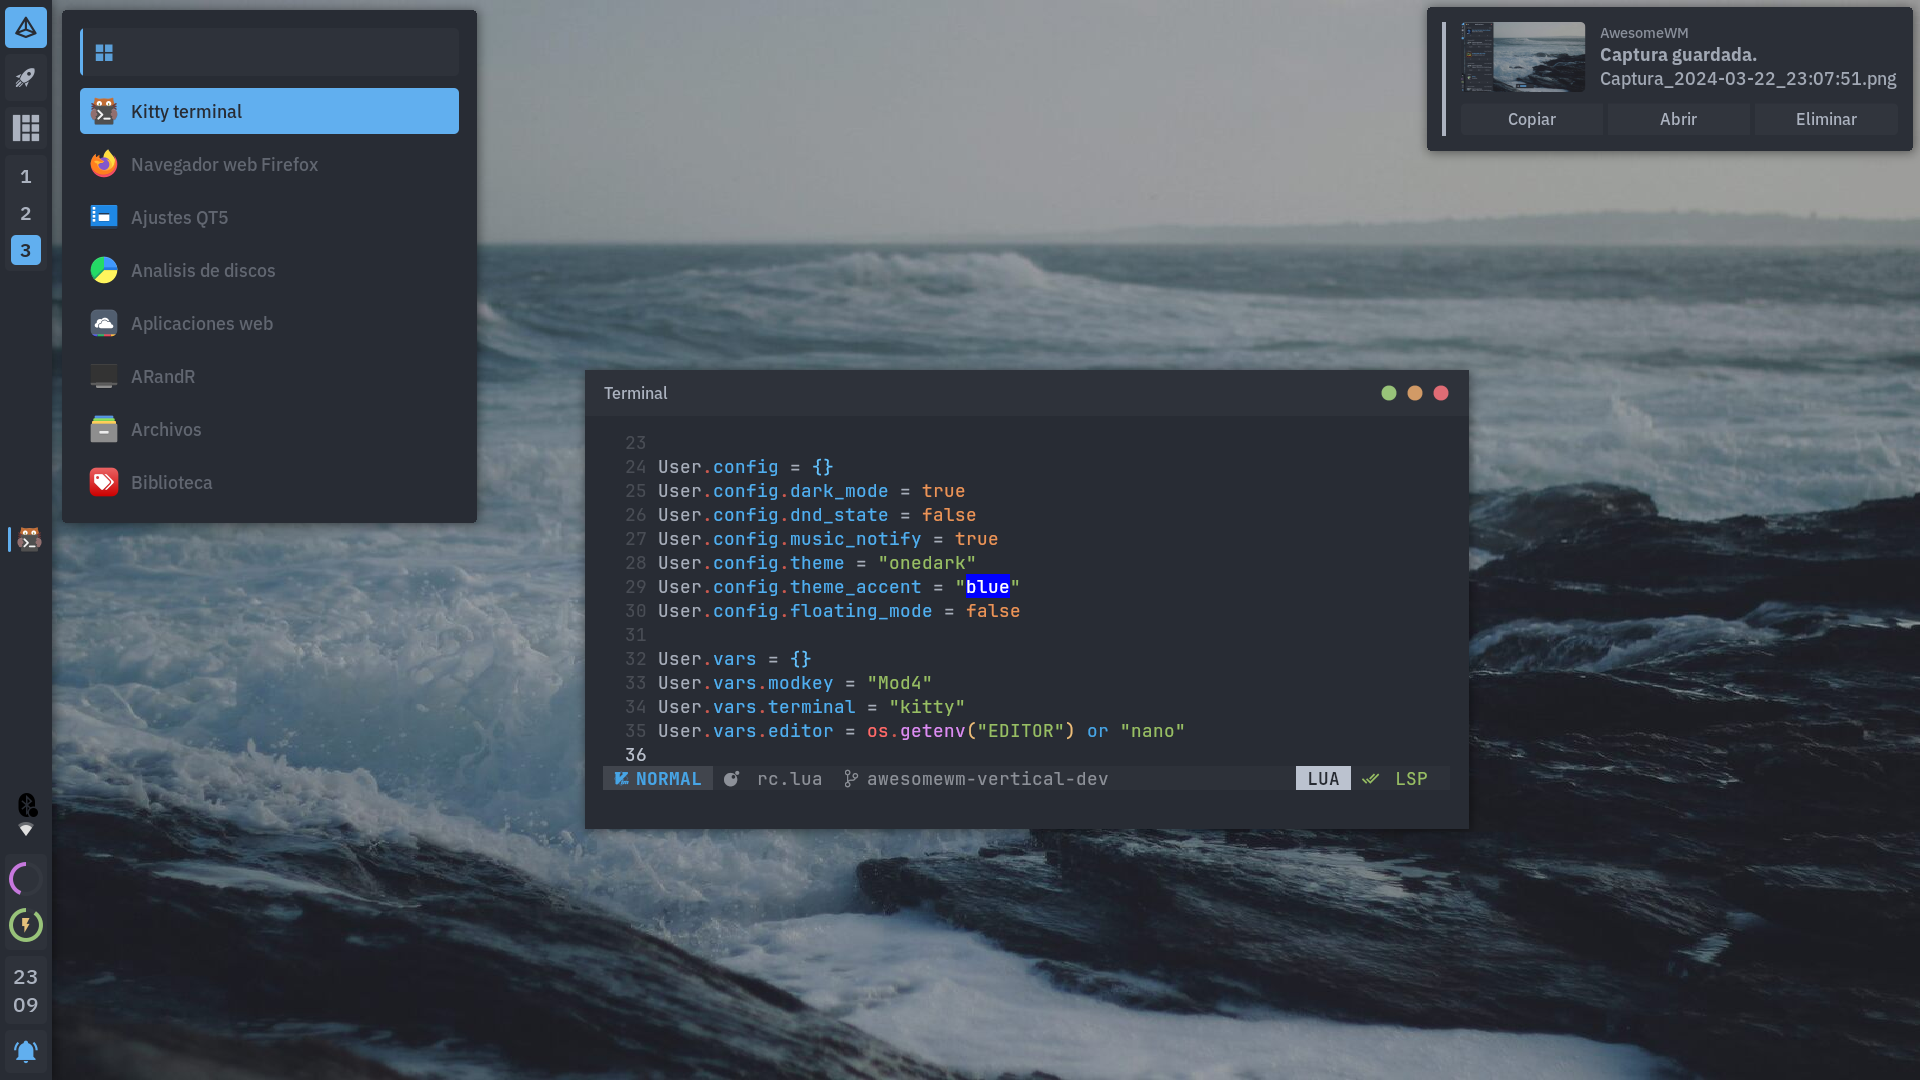 1
2
3
23
09
Kitty terminal
Navegador web Firefox
Ajustes QT5
Analisis de discos
Aplicaciones web
ARandR
Archivos
Biblioteca
AwesomeWM
Captura guardada.
Captura_2024-03-22_23:07:51.png
Copiar Abrir Eliminar
Terminal
23
24 User.config = {}
25 User.config.dark_mode = true
26 User.config.dnd_state = false
27 User.config.music_notify = true
28 User.config.theme = "onedark"
29 User.config.theme_accent = "blue"
30 User.config.floating_mode = false
31
32 User.vars = {}
33 User.vars.modkey = "Mod4"
34 User.vars.terminal = "kitty"
35 User.vars.editor = os.getenv("EDITOR") or "nano"
36
NORMAL rc.lua awesomewm-vertical-dev LUA LSP